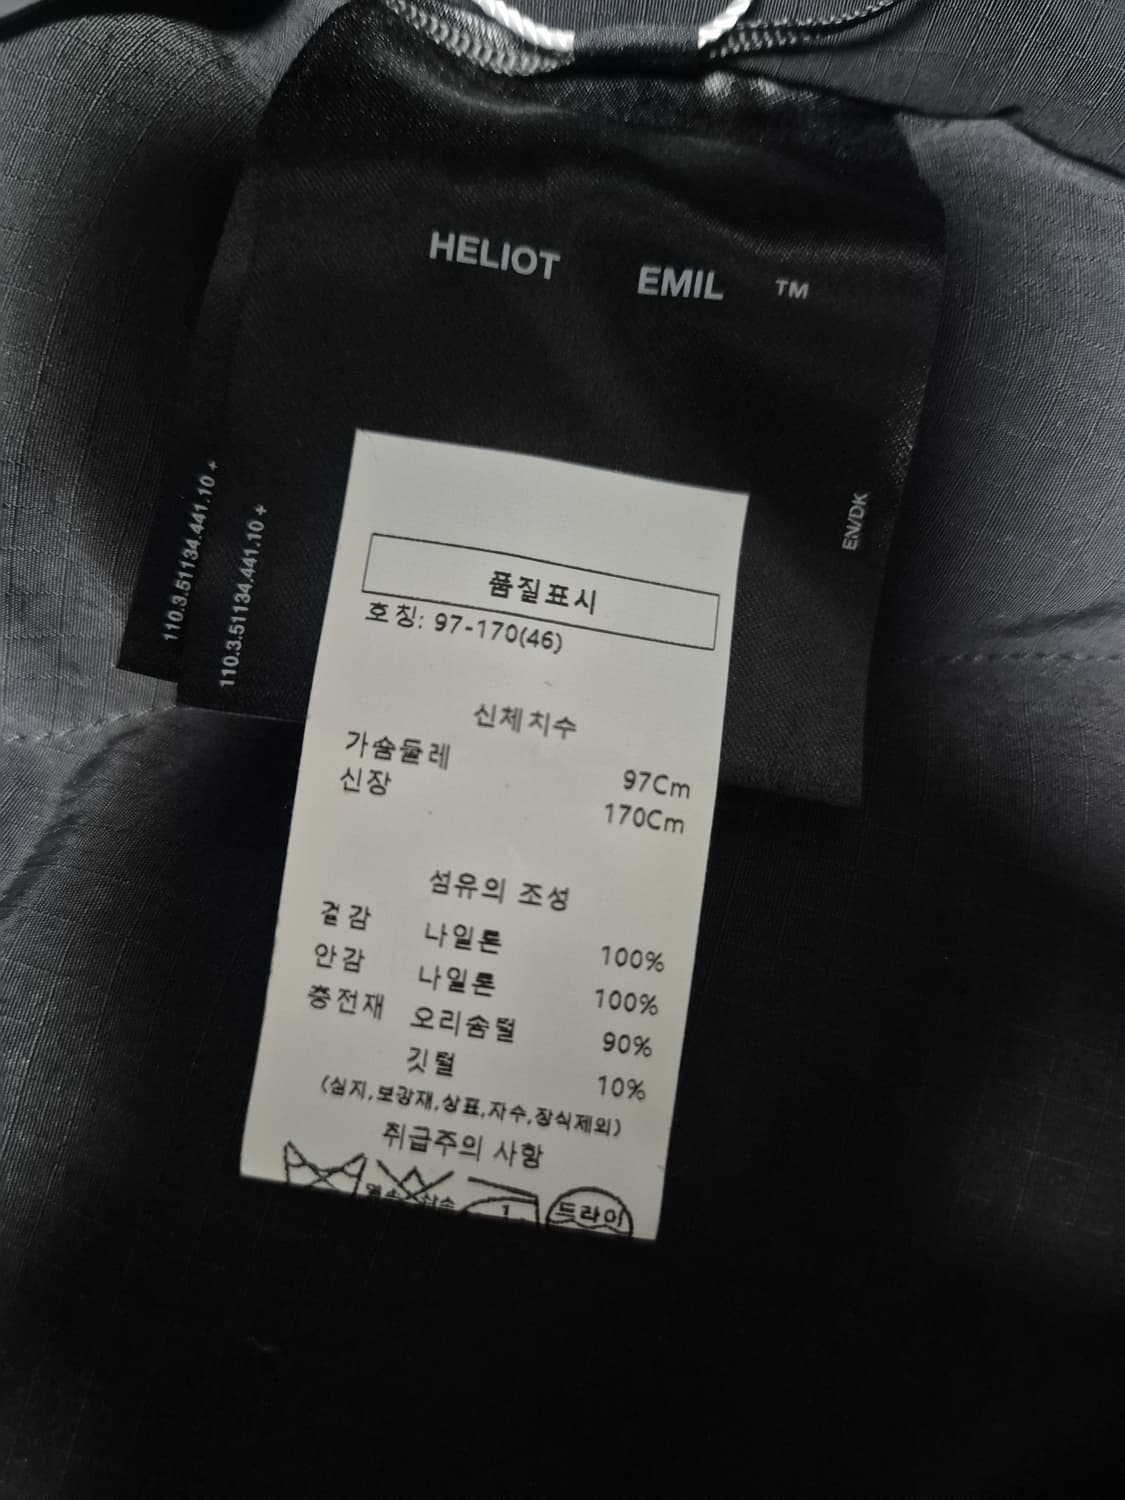 HELIOT EMIL ™
110.3.51134.441.10 +
110.3.51134.441.10 +
EN/DK
품질표시
호칭: 97-170(46)
신체치수
가슴둘레 97Cm
신장 170Cm
섬유의 조성
겉감 나일론 100%
안감 나일론 100%
충전재 오리솜털 90%
깃털 10%
(심지,보강재,상표,자수,장식제외)
취급주의 사항
드라이